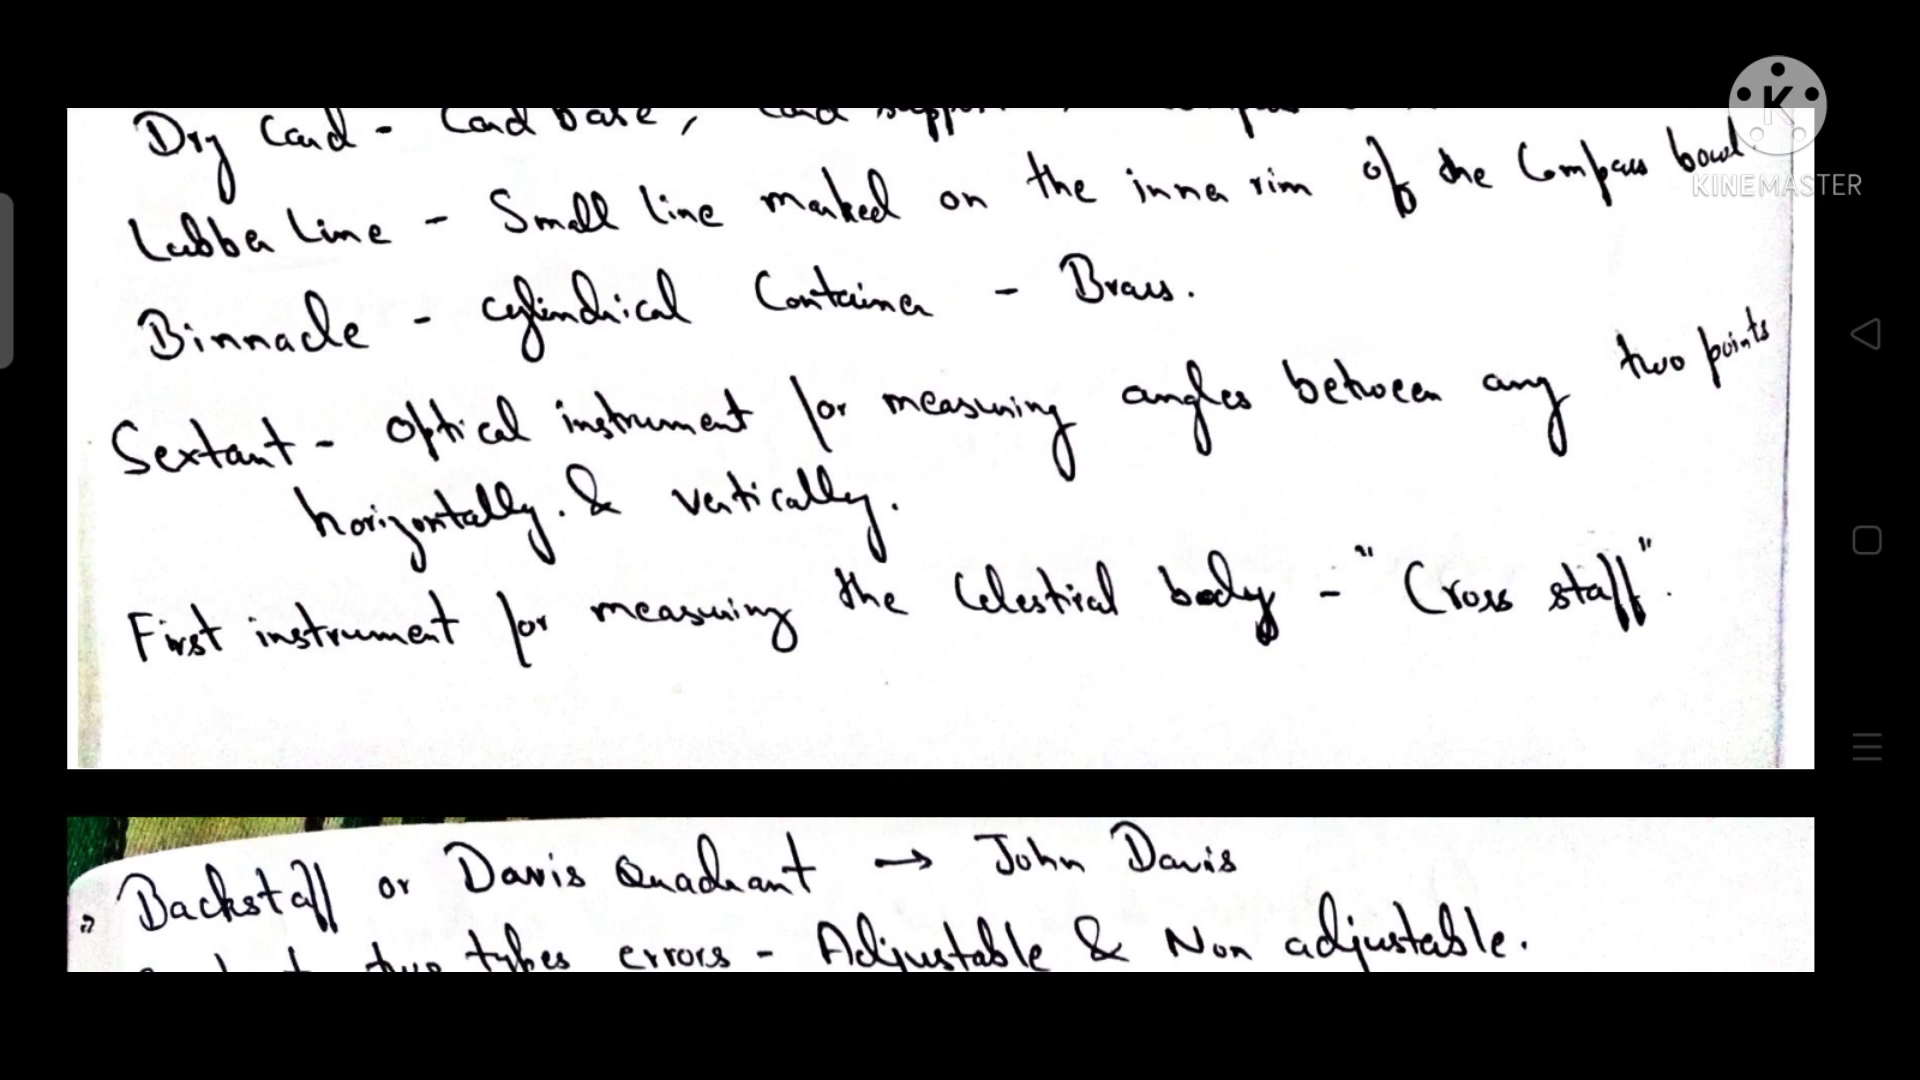 Dry Card - Card base, Card support
Lubber Line - Small line marked on the inner rim of the Compass bowl.
Binnacle - cylindrical Container - Brass.
Sextant - Optical instrument for measuring angles between any two points
horizontally. & vertically.
First instrument for measuring the Celestial body - "Cross staff".
Backstaff or Davis Quadrant → John Davis
two types errors - Adjustable & Non adjustable.
K
KINEMASTER